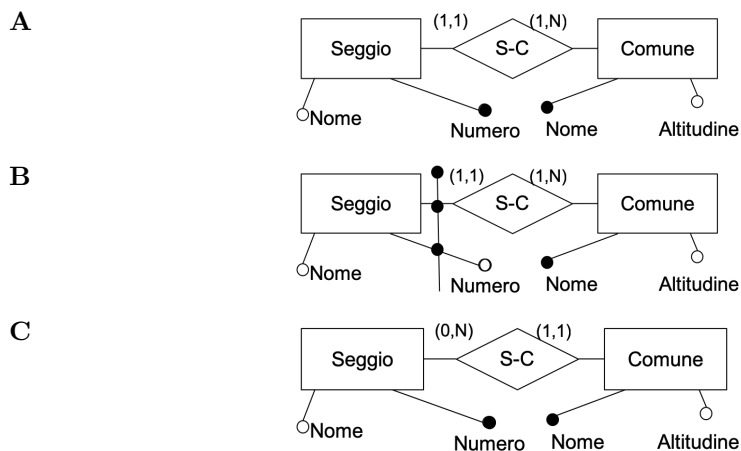 A
(1,1) (1,N)
Seggio S-C Comune
Nome Numero Nome Altitudine
B
(1,1) (1,N)
Seggio S-C Comune
Nome Numero Nome Altitudine
C
(0,N) (1,1)
Seggio S-C Comune
Nome Numero Nome Altitudine